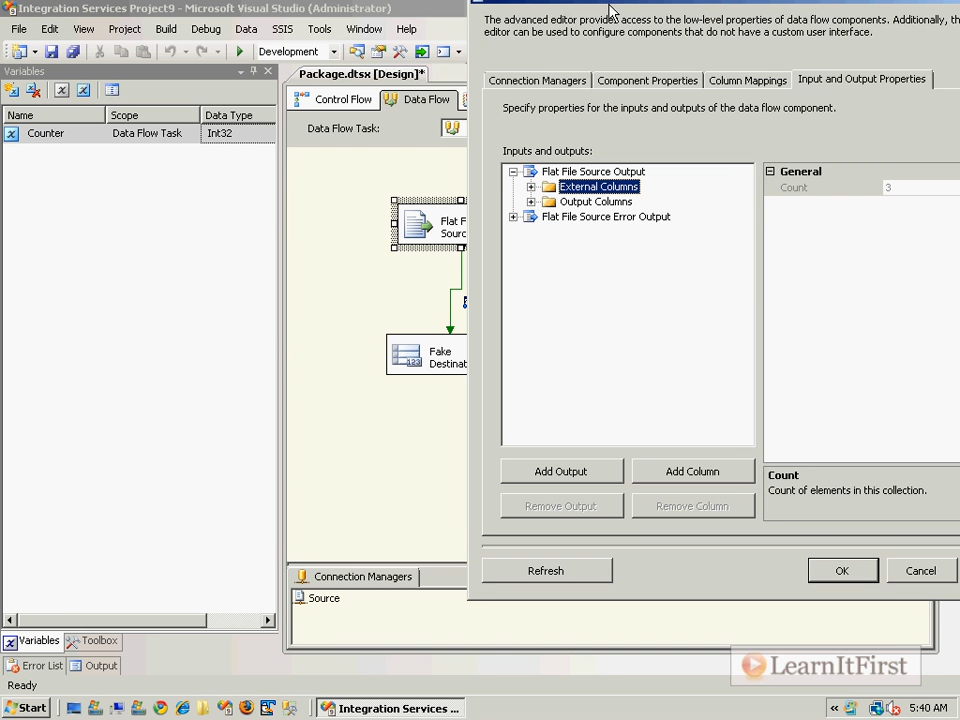 Integration Services Project9 - Microsoft Visual Studio (Administrator)
File Edit View Project Build Debug Data SSIS Tools Window Help
Development
Variables
Name Scope Data Type
Counter Data Flow Task Int32
Package.dtsx [Design]*
Control Flow Data Flow
Data Flow Task:
Flat F
Sourc
Fake
Destinat
Connection Managers
Source
The advanced editor provides access to the low-level properties of data flow components. Additionally, th
editor can be used to configure components that do not have a custom user interface.
Connection Managers Component Properties Column Mappings Input and Output Properties
Specify properties for the inputs and outputs of the data flow component.
Inputs and outputs:
Flat File Source Output
External Columns
Output Columns
Flat File Source Error Output
General
Count 3
Add Output Add Column
Remove Output Remove Column
Count
Count of elements in this collection.
Refresh OK Cancel
Variables Toolbox
Error List Output
Ready
LearnItFirst
Start Integration Services ... 5:40 AM